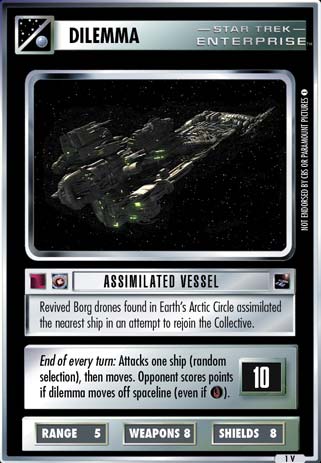 DILEMMA
STAR TREK
ENTERPRISE™
NOT ENDORSED BY CBS OR PARAMOUNT PICTURES
ASSIMILATED VESSEL
Revived Borg drones found in Earth's Arctic Circle assimilated
the nearest ship in an attempt to rejoin the Collective.
End of every turn: Attacks one ship (random
selection), then moves. Opponent scores points
if dilemma moves off spaceline (even if ).
10
RANGE 5
WEAPONS 8
SHIELDS 8
1 V